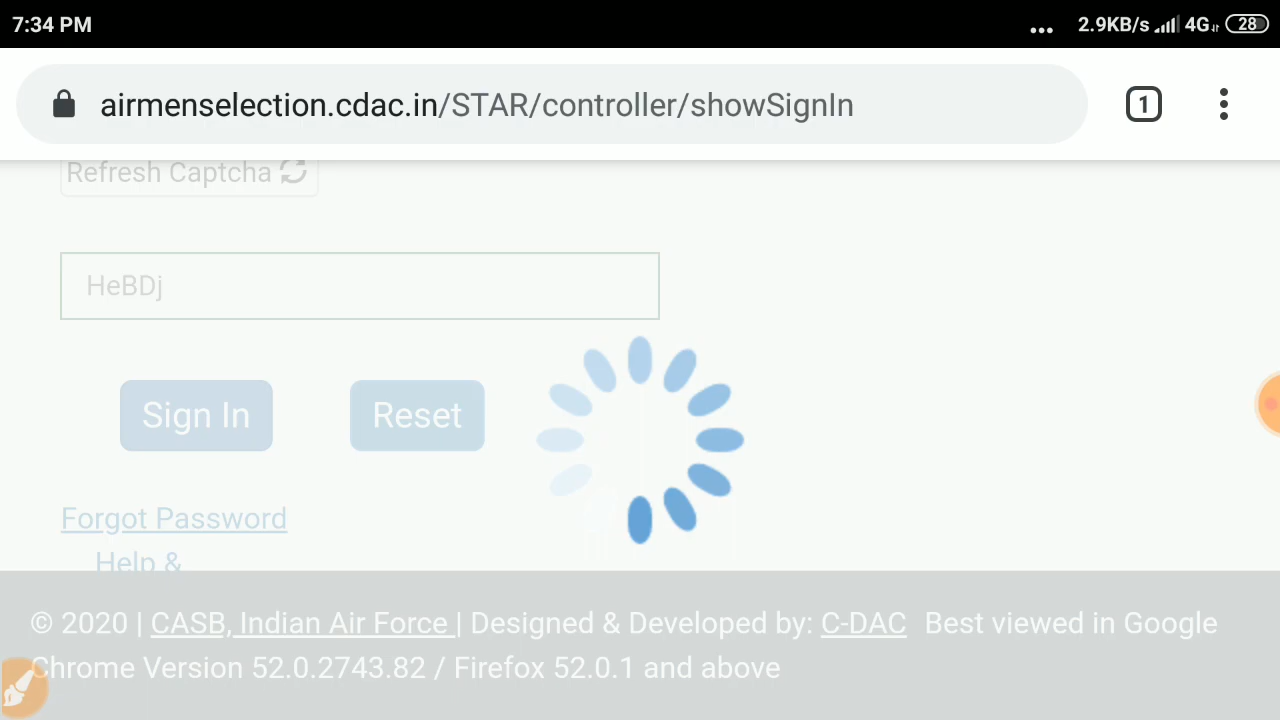 7:34 PM
2.9KB/s 4G 28
airmenselection.cdac.in/STAR/controller/showSignIn
1
Refresh Captcha
HeBDj
Sign In
Reset
Forgot Password
Help &
© 2020 | CASB, Indian Air Force | Designed & Developed by: C-DAC Best viewed in Google
Chrome Version 52.0.2743.82 / Firefox 52.0.1 and above